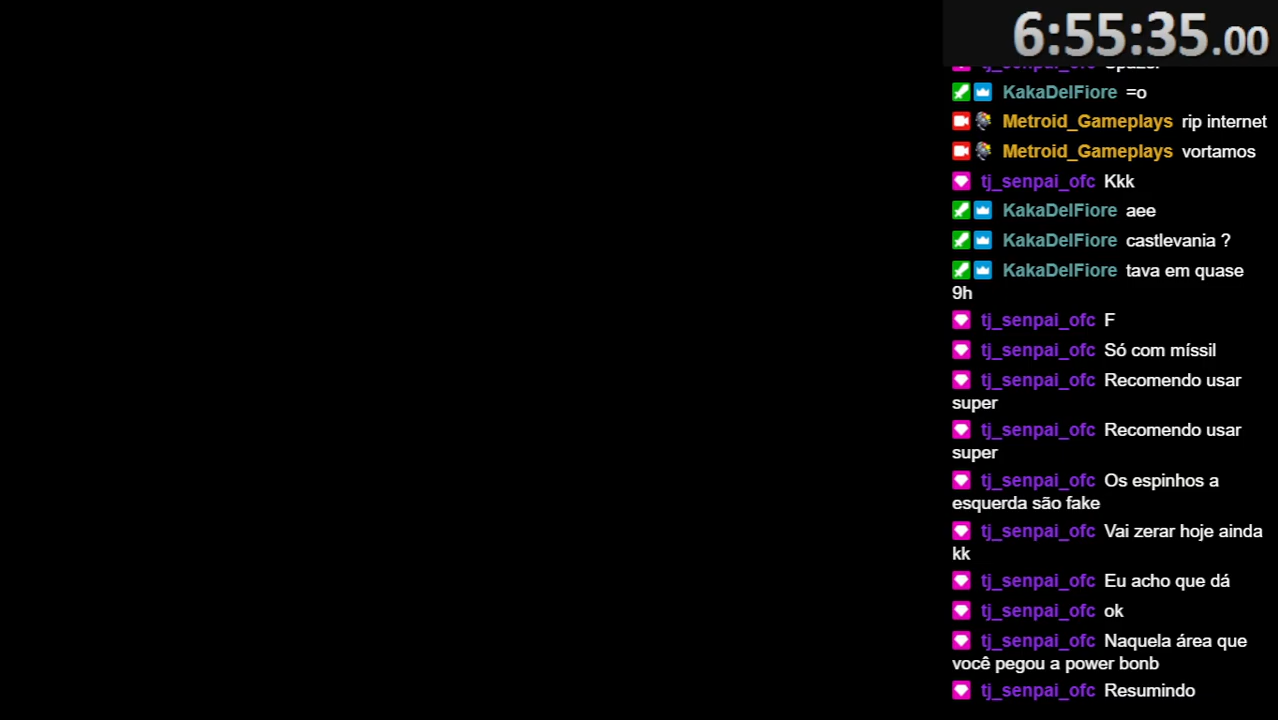 6:55:35.00
KakaDelFiore =o
Metroid_Gameplays rip internet
Metroid_Gameplays vortamos
tj_senpai_ofc Kkk
KakaDelFiore aee
KakaDelFiore castlevania ?
KakaDelFiore tava em quase
9h
tj_senpai_ofc F
tj_senpai_ofc Só com míssil
tj_senpai_ofc Recomendo usar
super
tj_senpai_ofc Recomendo usar
super
tj_senpai_ofc Os espinhos a
esquerda são fake
tj_senpai_ofc Vai zerar hoje ainda
kk
tj_senpai_ofc Eu acho que dá
tj_senpai_ofc ok
tj_senpai_ofc Naquela área que
você pegou a power bonb
tj_senpai_ofc Resumindo